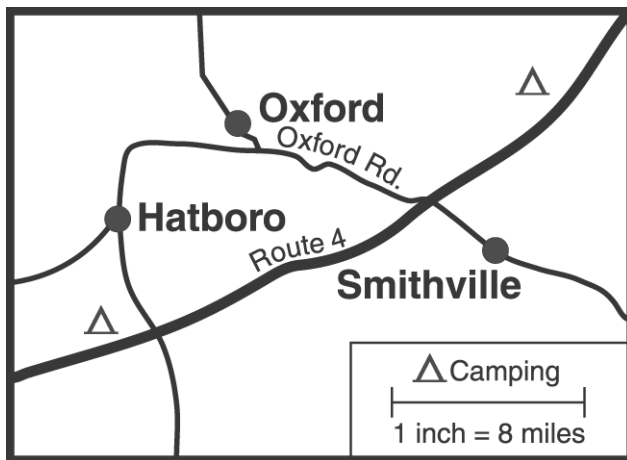 Oxford
Oxford Rd.
Hatboro
Route 4
Smithville
Camping
1 inch = 8 miles